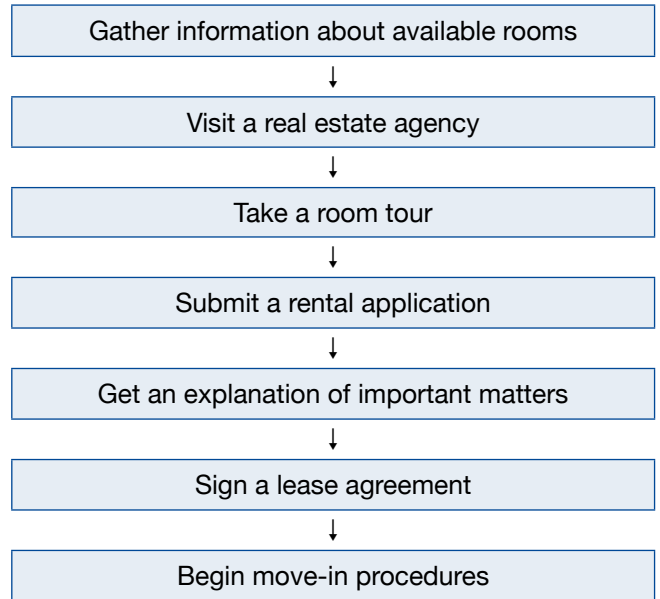 Gather information about available rooms
Visit a real estate agency
Take a room tour
Submit a rental application
Get an explanation of important matters
Sign a lease agreement
Begin move-in procedures